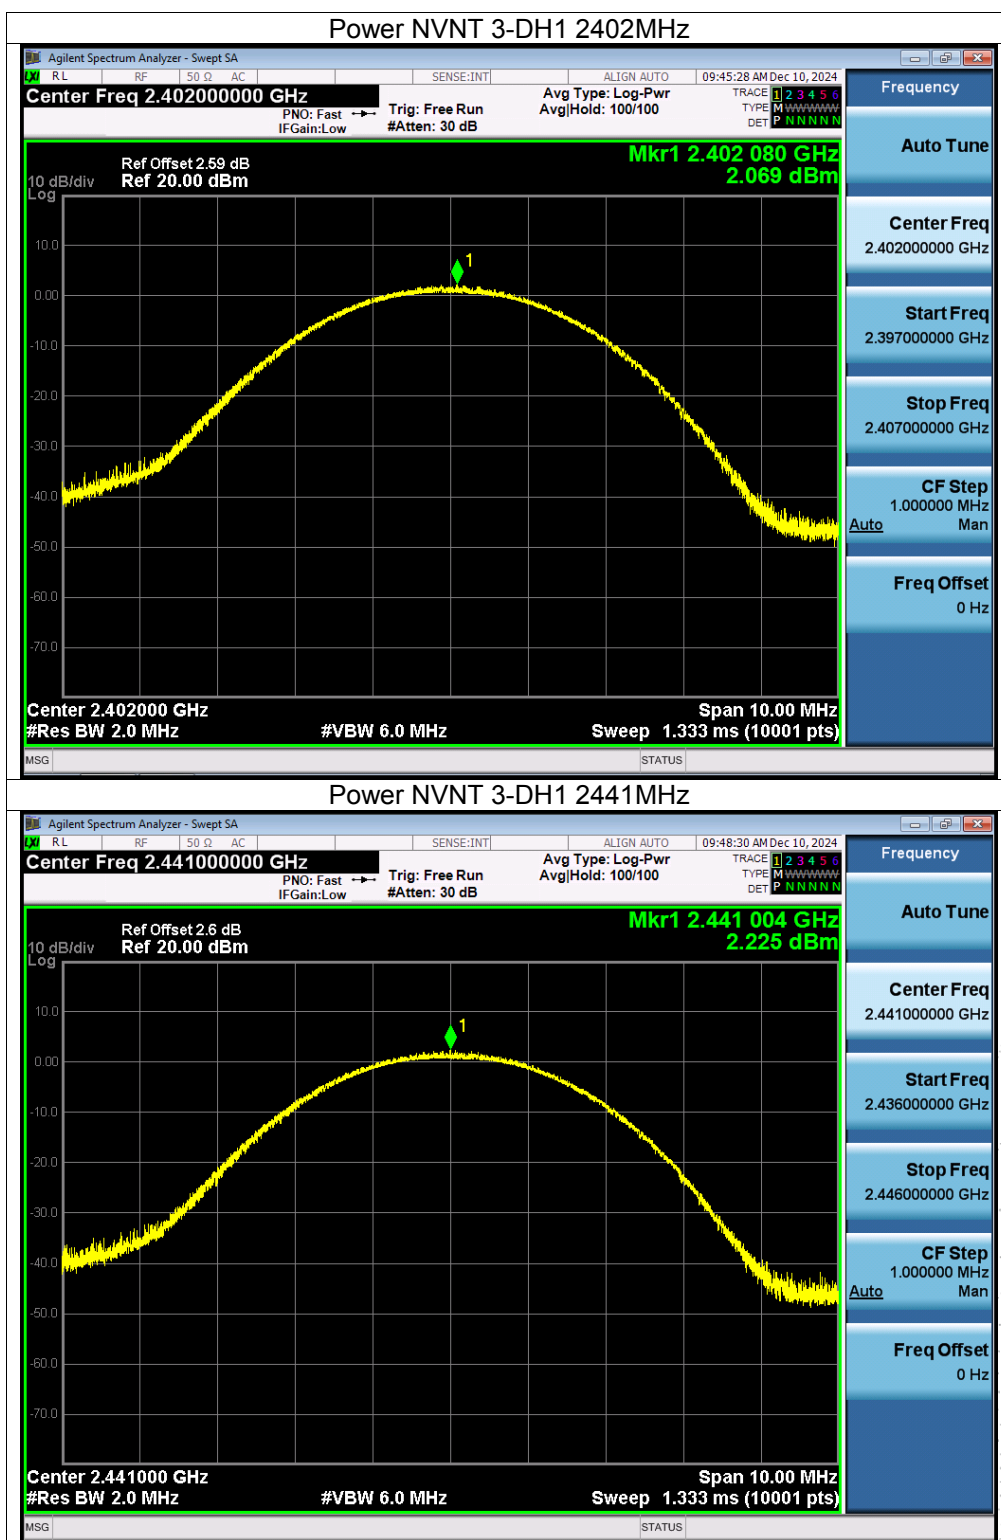 Power NVNT 3-DH1 2402MHz
Agilent Spectrum Analyzer - Swept SA
LXI RL RF 50 Ω AC SENSE:INT ALIGN AUTO 09:45:28 AM Dec 10, 2024
Center Freq 2.402000000 GHz
PNO: Fast
IFGain:Low
Trig: Free Run
#Atten: 30 dB
Avg Type: Log-Pwr
Avg|Hold: 100/100
TRACE 1 2 3 4 5 6
TYPE M WWWWW
DET P N N N N N
Frequency
Auto Tune
Center Freq
2.402000000 GHz
Start Freq
2.397000000 GHz
Stop Freq
2.407000000 GHz
CF Step
1.000000 MHz
Auto Man
Freq Offset
0 Hz
Mkr1 2.402 080 GHz
2.069 dBm
Ref Offset 2.59 dB
10 dB/div Ref 20.00 dBm
Log
10.0
0.00
-10.0
-20.0
-30.0
-40.0
-50.0
-60.0
-70.0
1
Center 2.402000 GHz Span 10.00 MHz
#Res BW 2.0 MHz #VBW 6.0 MHz Sweep 1.333 ms (10001 pts)
MSG STATUS
Power NVNT 3-DH1 2441MHz
Agilent Spectrum Analyzer - Swept SA
LXI RL RF 50 Ω AC SENSE:INT ALIGN AUTO 09:48:30 AM Dec 10, 2024
Center Freq 2.441000000 GHz
PNO: Fast
IFGain:Low
Trig: Free Run
#Atten: 30 dB
Avg Type: Log-Pwr
Avg|Hold: 100/100
TRACE 1 2 3 4 5 6
TYPE M WWWWW
DET P N N N N N
Frequency
Auto Tune
Center Freq
2.441000000 GHz
Start Freq
2.436000000 GHz
Stop Freq
2.446000000 GHz
CF Step
1.000000 MHz
Auto Man
Freq Offset
0 Hz
Mkr1 2.441 004 GHz
2.225 dBm
Ref Offset 2.6 dB
10 dB/div Ref 20.00 dBm
Log
10.0
0.00
-10.0
-20.0
-30.0
-40.0
-50.0
-60.0
-70.0
1
Center 2.441000 GHz Span 10.00 MHz
#Res BW 2.0 MHz #VBW 6.0 MHz Sweep 1.333 ms (10001 pts)
MSG STATUS